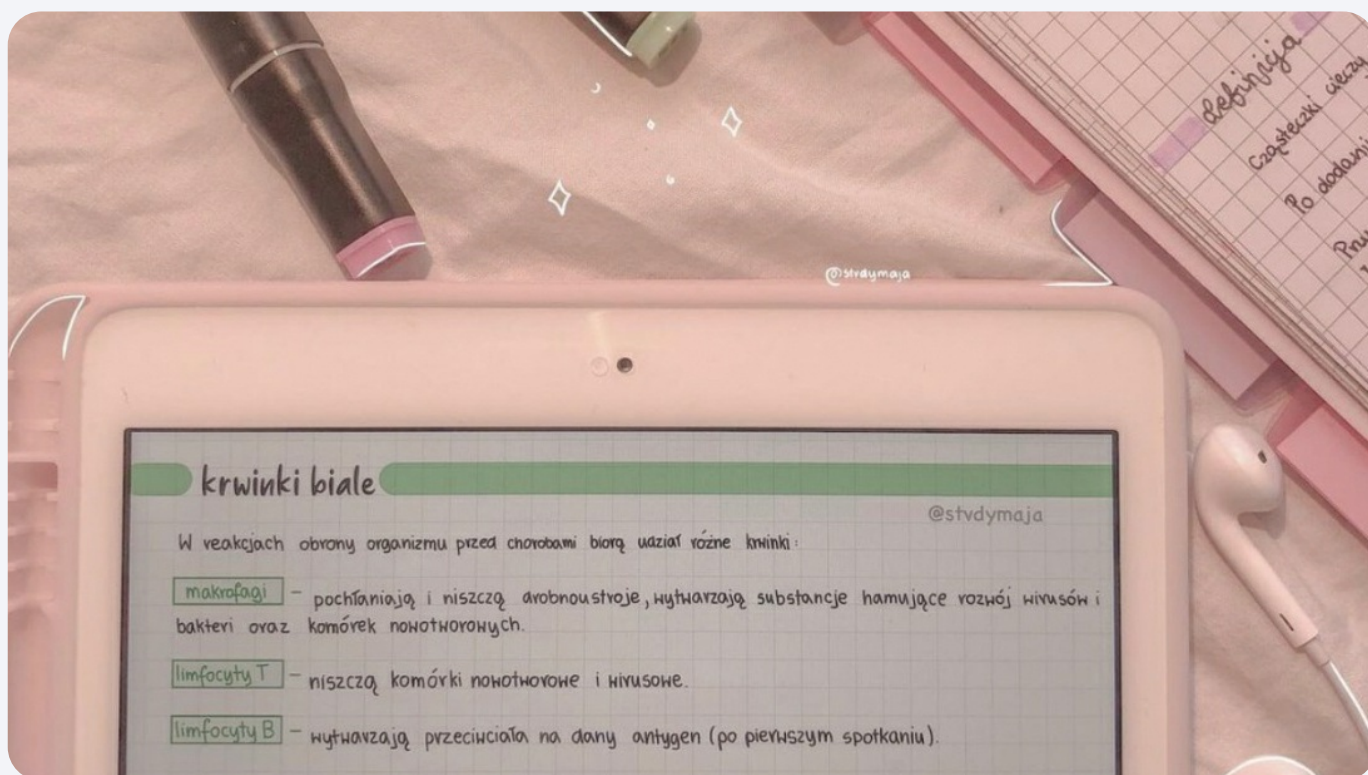 definicja
Cząsteczki cieczy
Po
@stvdymaja
krwinki biale
@stvdymaja
W reakcjach obrony organizmu przed chorobami biorą udział różne krwinki:
makrofagi – pochłaniają i niszczą drobnoustroje, wytwarzają substancje hamujące rozwój wirusów i
bakteri oraz komórek nowotworowych.
limfocyty T – niszczą komórki nowotworowe i wirusowe.
limfocyty B – wytwarzają przeciwciała na dany antygen (po pierwszym spotkaniu).